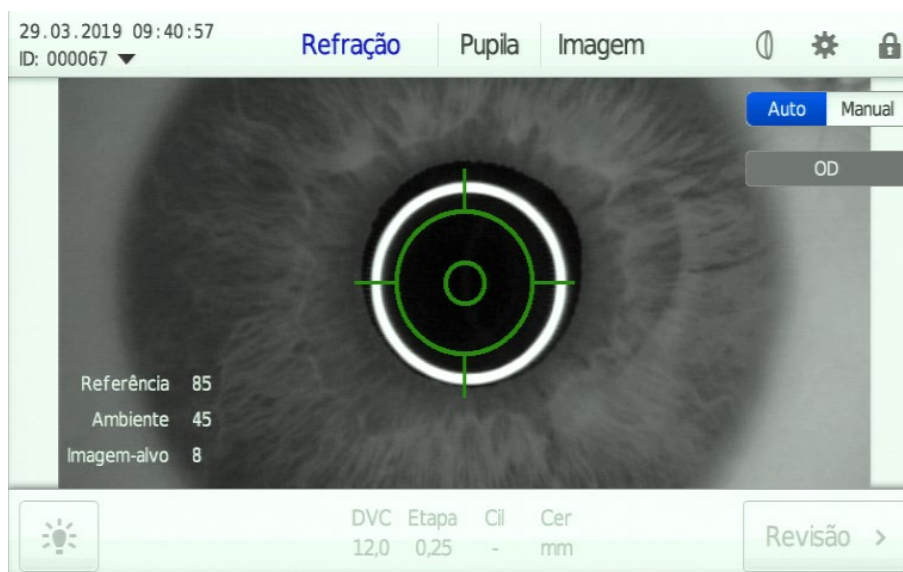 29.03.2019 09:40:57
ID: 000067
Refração Pupila Imagem
Auto Manual
OD
Referência 85
Ambiente 45
Imagem-alvo 8
DVC Etapa Cil Cer
12,0 0,25 - mm
Revisão >